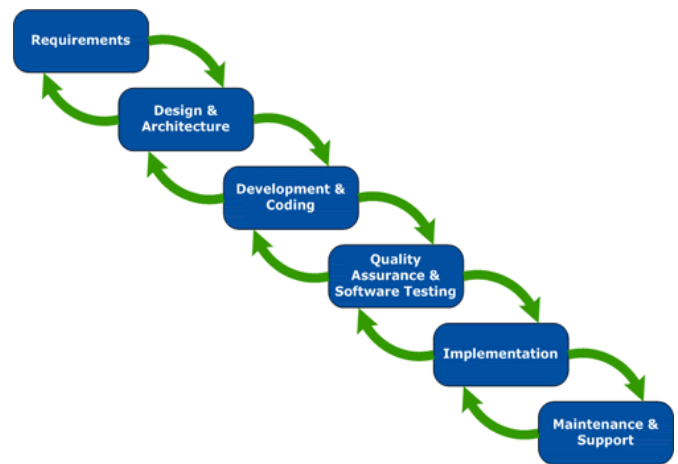 Requirements
Design &
Architecture
Development &
Coding
Quality
Assurance &
Software Testing
Implementation
Maintenance &
Support